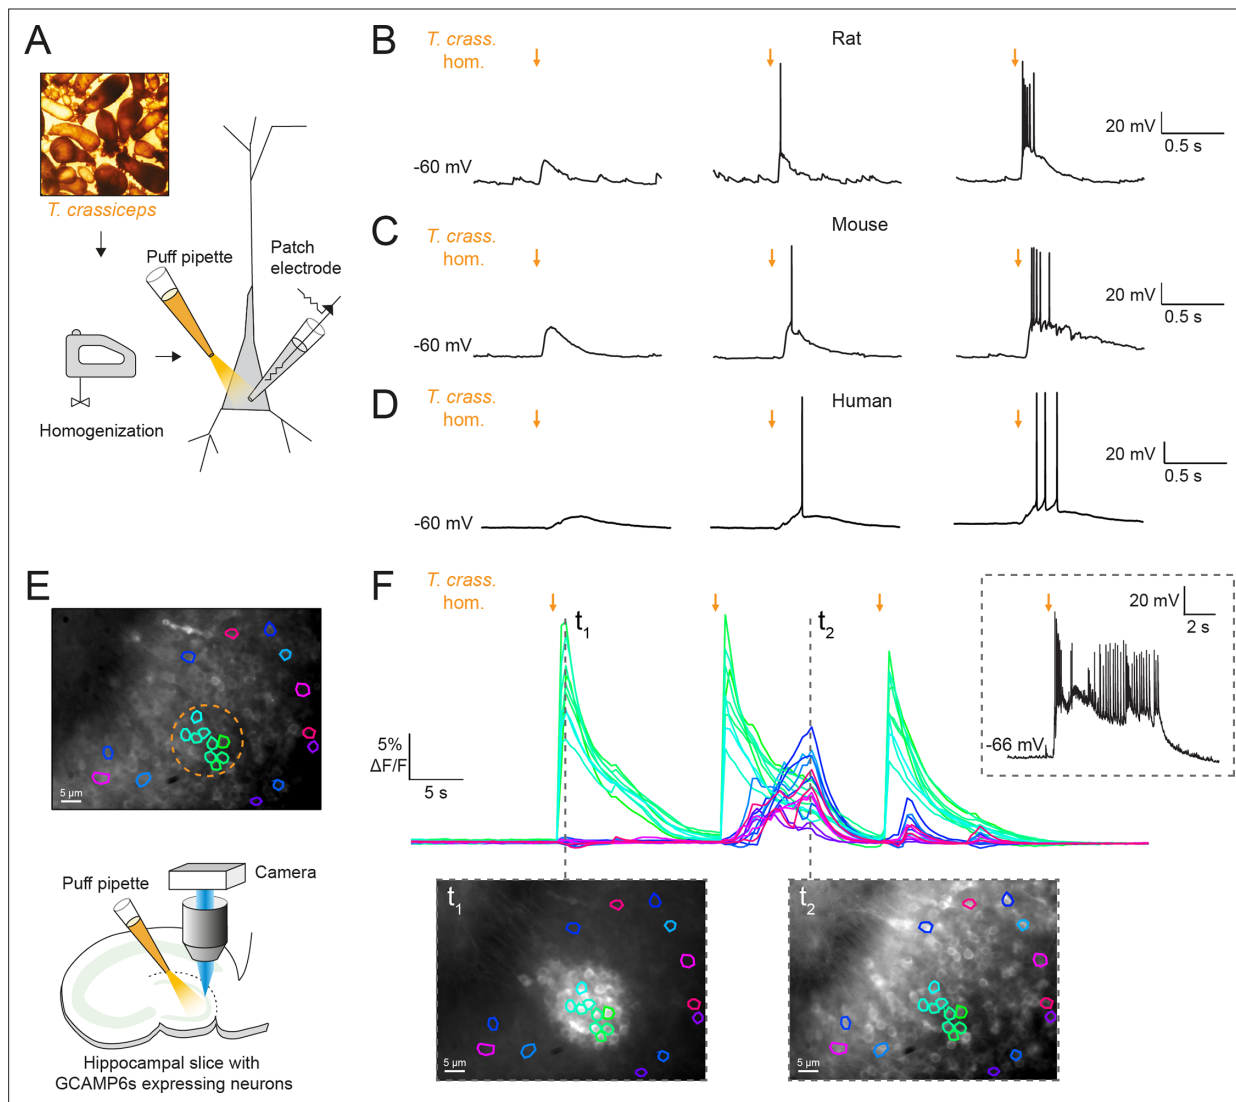 A
T. crassiceps
Puff pipette
Patch
electrode
Homogenization
B
T. crass.
hom.
Rat
-60 mV
20 mV
0.5 s
C
T. crass.
hom.
Mouse
-60 mV
20 mV
0.5 s
D
T. crass.
hom.
Human
-60 mV
20 mV
0.5 s
E
5 µm
Puff pipette
Camera
Hippocampal slice with
GCAMP6s expressing neurons
F
T. crass.
hom.
t1
t2
5%
ΔF/F
5 s
20 mV
2 s
-66 mV
t1
5 µm
t2
5 µm